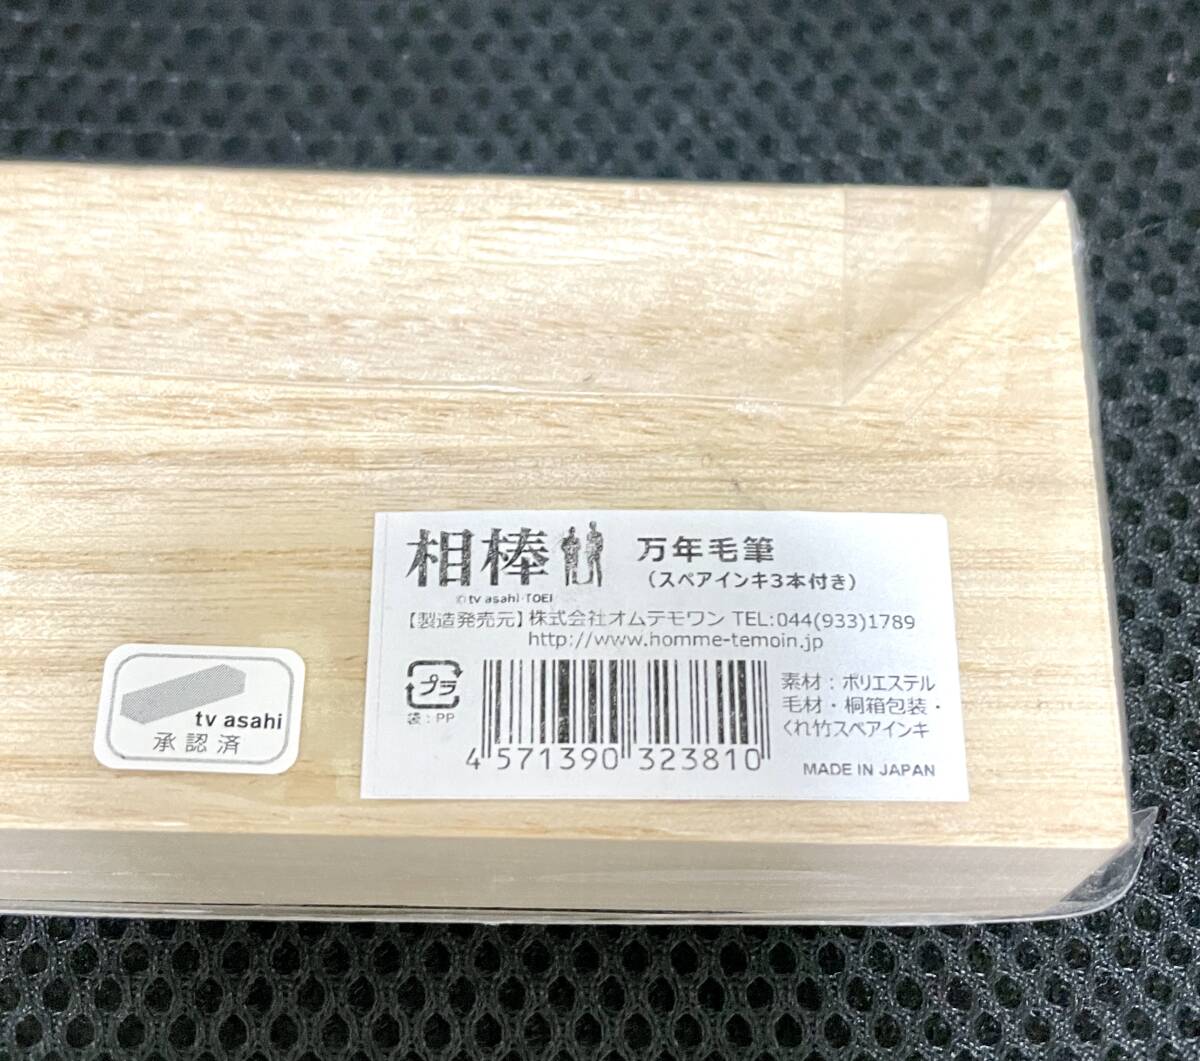 相棒
©tv asahi・TOEI
万年毛筆
（スペアインキ3本付き）
【製造発売元】株式会社オムテモワン TEL:044(933)1789
http://www.homme-temoin.jp
プラ
袋：PP
4 571390 323810
素材：ポリエステル
毛材・桐箱包装・
くれ竹スペアインキ
MADE IN JAPAN
tv asahi
承認済